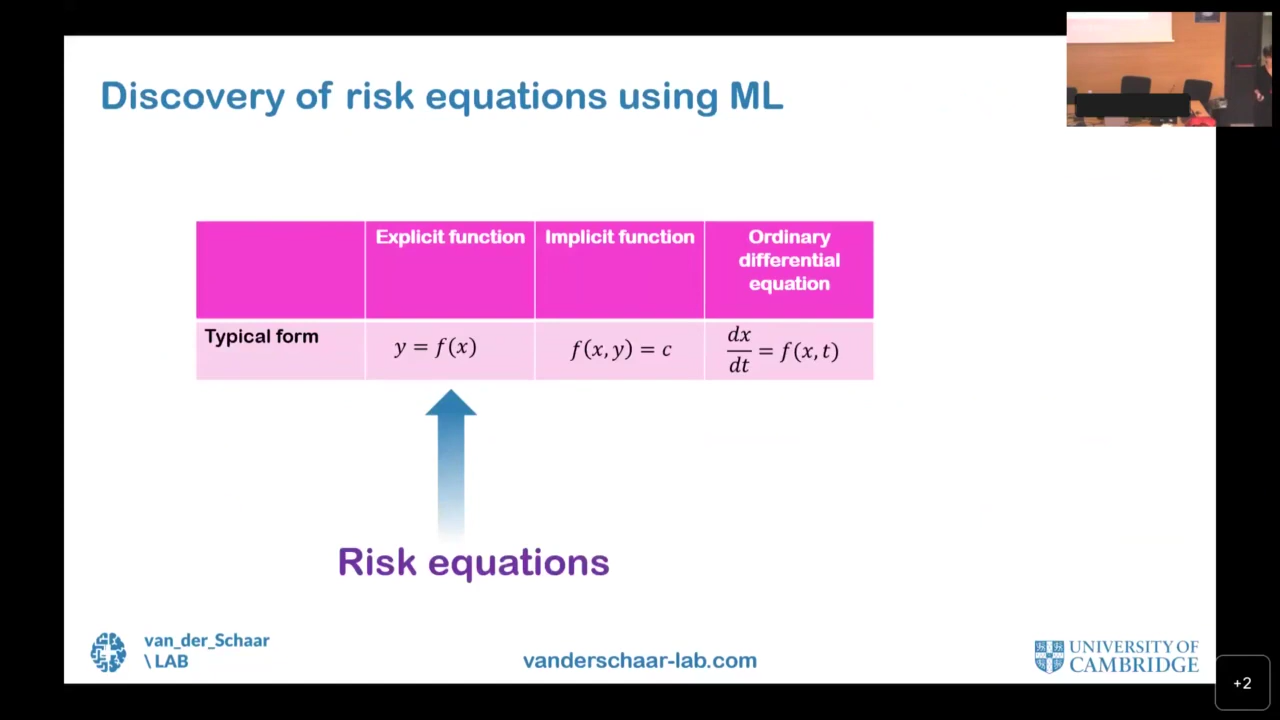 Discovery of risk equations using ML
Explicit function
Implicit function
Ordinary
differential
equation
Typical form
y = f(x)
f(x, y) = c
dx
dt
= f(x, t)
Risk equations
van_der_Schaar
\ LAB
vanderschaar-lab.com
UNIVERSITY OF
CAMBRIDGE
+2